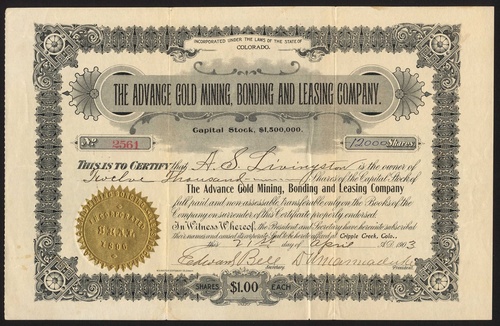 INCORPORATED UNDER THE LAWS OF THE STATE OF
COLORADO.
THE ADVANCE GOLD MINING, BONDING AND LEASING COMPANY.
Capital Stock, $1,500,000.
No 2561
12000 Shares
THIS IS TO CERTIFY that A. S. Livingston is the owner of
Twelve Thousand Shares of the Capital Stock of
The Advance Gold Mining, Bonding and Leasing Company
full paid and non-assessable transferable only on the Books of the
Company on surrender of this Certificate properly endorsed.
In Witness Whereof, the President and Secretary have hereunto subscribed
their names and caused the corporate Seal to be hereto affixed at Cripple Creek, Colo.,
this 21st day of April 1903
Edward Bell
Secretary
D. Marmaduke
President
SHARES $1.00 EACH